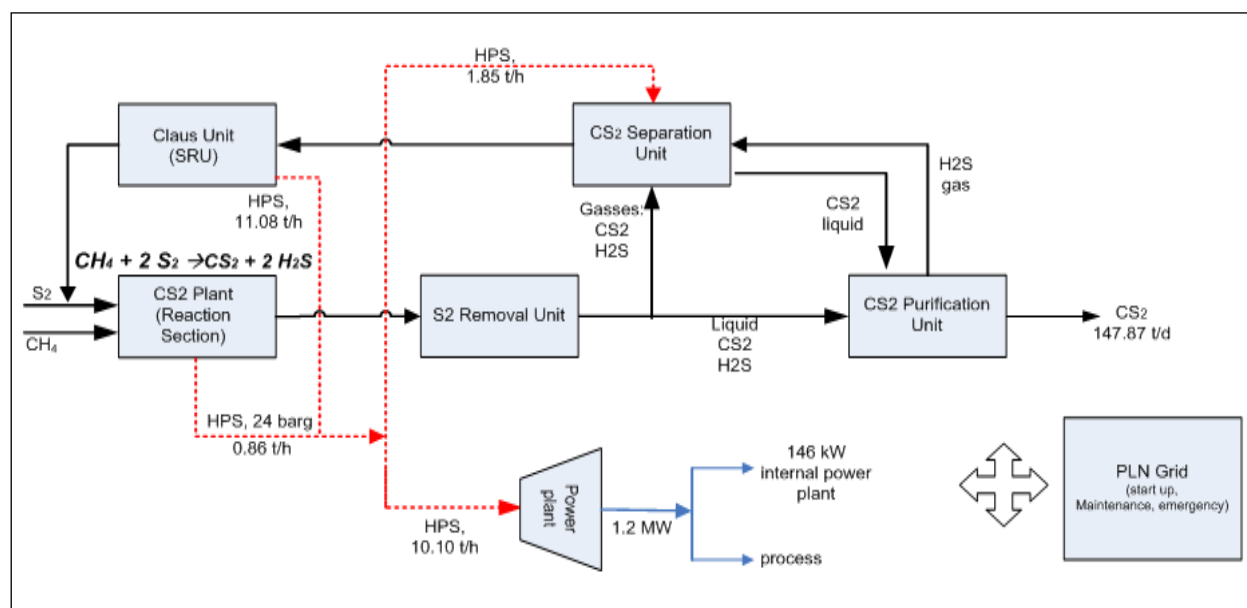 HPS,
1.85 t/h
Claus Unit
(SRU)
CS2 Separation
Unit
H2S
gas
HPS,
11.08 t/h
Gasses:
CS2
H2S
CS2
liquid
CH4 + 2 S2 →CS2 + 2 H2S
S2
CH4
CS2 Plant
(Reaction
Section)
S2 Removal Unit
Liquid
CS2
H2S
CS2 Purification
Unit
CS2
147.87 t/d
HPS, 24 barg
0.86 t/h
HPS,
10.10 t/h
Power
plant
1.2 MW
146 kW
internal power
plant
process
PLN Grid
(start up,
Maintenance, emergency)